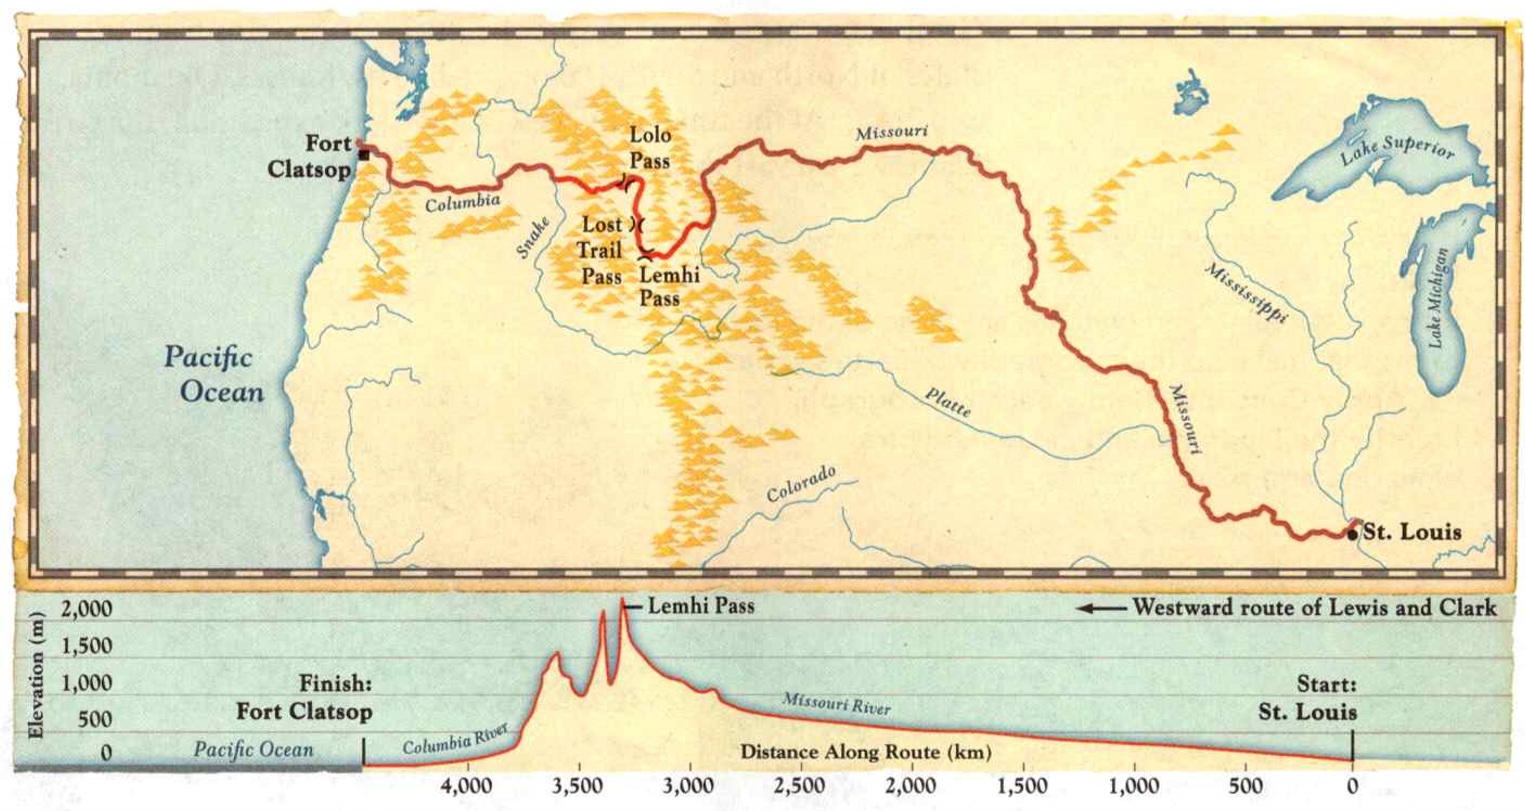 Fort
Clatsop
Lolo
Pass
Missouri
Lake Superior
Columbia
Snake
Lost
Trail
Pass
Lemhi
Pass
Mississippi
Lake Michigan
Pacific
Ocean
Platte
Missouri
Colorado
St. Louis
Elevation (m)
2,000
1,500
1,000
500
0
Lemhi Pass
Westward route of Lewis and Clark
Finish:
Fort Clatsop
Start:
St. Louis
Pacific Ocean
Columbia River
Missouri River
Distance Along Route (km)
4,000
3,500
3,000
2,500
2,000
1,500
1,000
500
0